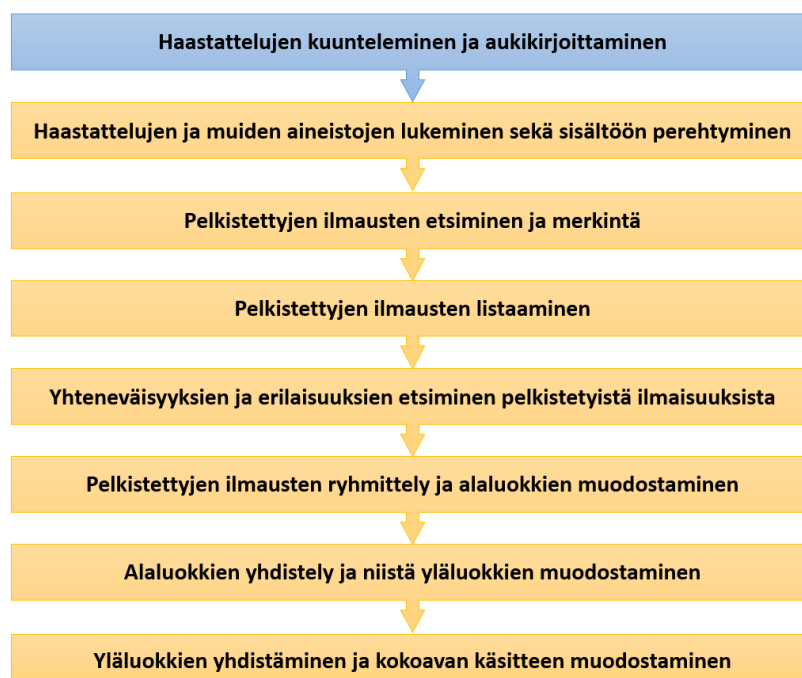 Haastattelujen kuunteleminen ja aukikirjoittaminen
Haastattelujen ja muiden aineistojen lukeminen sekä sisältöön perehtyminen
Pelkistettyjen ilmausten etsiminen ja merkintä
Pelkistettyjen ilmausten listaaminen
Yhteneväisyyksien ja erilaisuuksien etsiminen pelkistetyistä ilmaisuuksista
Pelkistettyjen ilmausten ryhmittely ja alaluokkien muodostaminen
Alaluokkien yhdistely ja niistä yläluokkien muodostaminen
Yläluokkien yhdistäminen ja kokoavan käsitteen muodostaminen